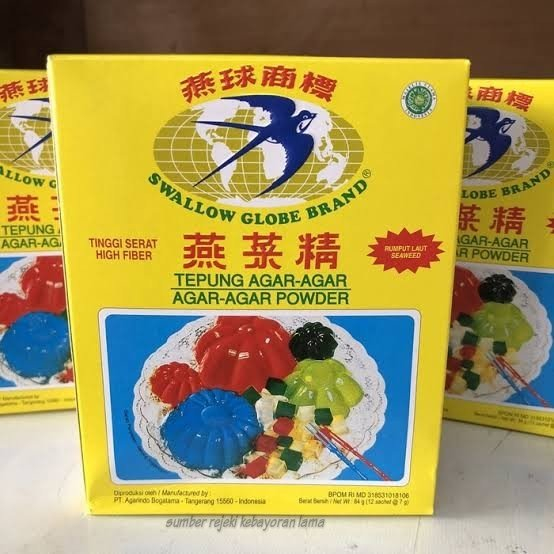 燕球商標
SWALLOW GLOBE BRAND®
TINGGI SERAT
HIGH FIBER
燕菜精
RUMPUT LAUT
SEAWEED
TEPUNG AGAR-AGAR
AGAR-AGAR POWDER
Diproduksi oleh / Manufactured by :
PT. Agarindo Bogatama - Tangerang 15560 - Indonesia
BPOM RI MD 318531018106
Berat Bersih / Net Wt : 84 g (12 sachet @ 7 g)
sumber rejeki kebayoran lama